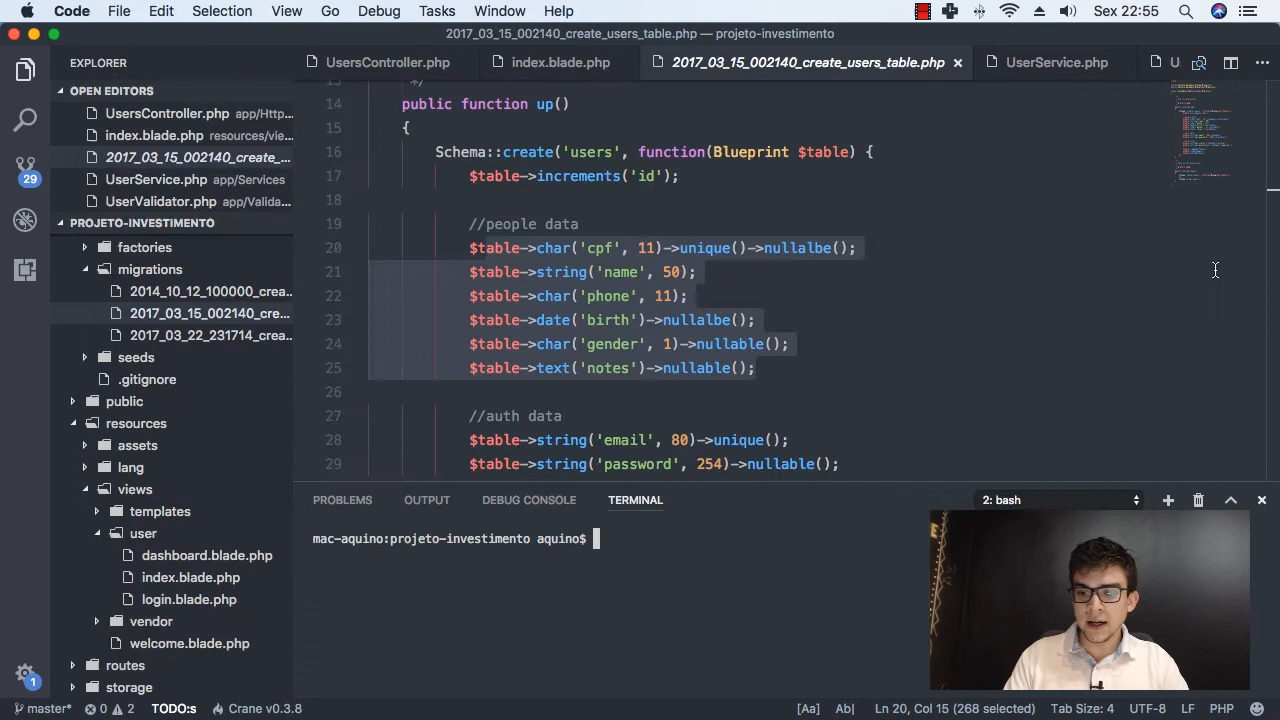 Code File Edit Selection View Go Debug Tasks Window Help Sex 22:55
2017_03_15_002140_create_users_table.php — projeto-investimento
EXPLORER
UsersController.php index.blade.php 2017_03_15_002140_create_users_table.php UserService.php U
OPEN EDITORS
UsersController.php app/Http...
index.blade.php resources/vie...
2017_03_15_002140_create_...
UserService.php app/Services
UserValidator.php app/Valida...
29
PROJETO-INVESTIMENTO
factories
migrations
2014_10_12_100000_crea...
2017_03_15_002140_cre...
2017_03_22_231714_crea...
seeds
.gitignore
public
resources
assets
lang
views
templates
user
dashboard.blade.php
index.blade.php
login.blade.php
vendor
welcome.blade.php
routes
storage
1
13 */
14 public function up()
15 {
16 Schema::create('users', function(Blueprint $table) {
17 $table->increments('id');
18
19 //people data
20 $table->char('cpf', 11)->unique()->nullalbe();
21 $table->string('name', 50);
22 $table->char('phone', 11);
23 $table->date('birth')->nullalbe();
24 $table->char('gender', 1)->nullable();
25 $table->text('notes')->nullable();
26
27 //auth data
28 $table->string('email', 80)->unique();
29 $table->string('password', 254)->nullable();
PROBLEMS OUTPUT DEBUG CONSOLE TERMINAL 2: bash
mac-aquino:projeto-investimento aquino$
master* 0 2 TODO:s Crane v0.3.8 [Aa] Ab| Ln 20, Col 15 (268 selected) Tab Size: 4 UTF-8 LF PHP